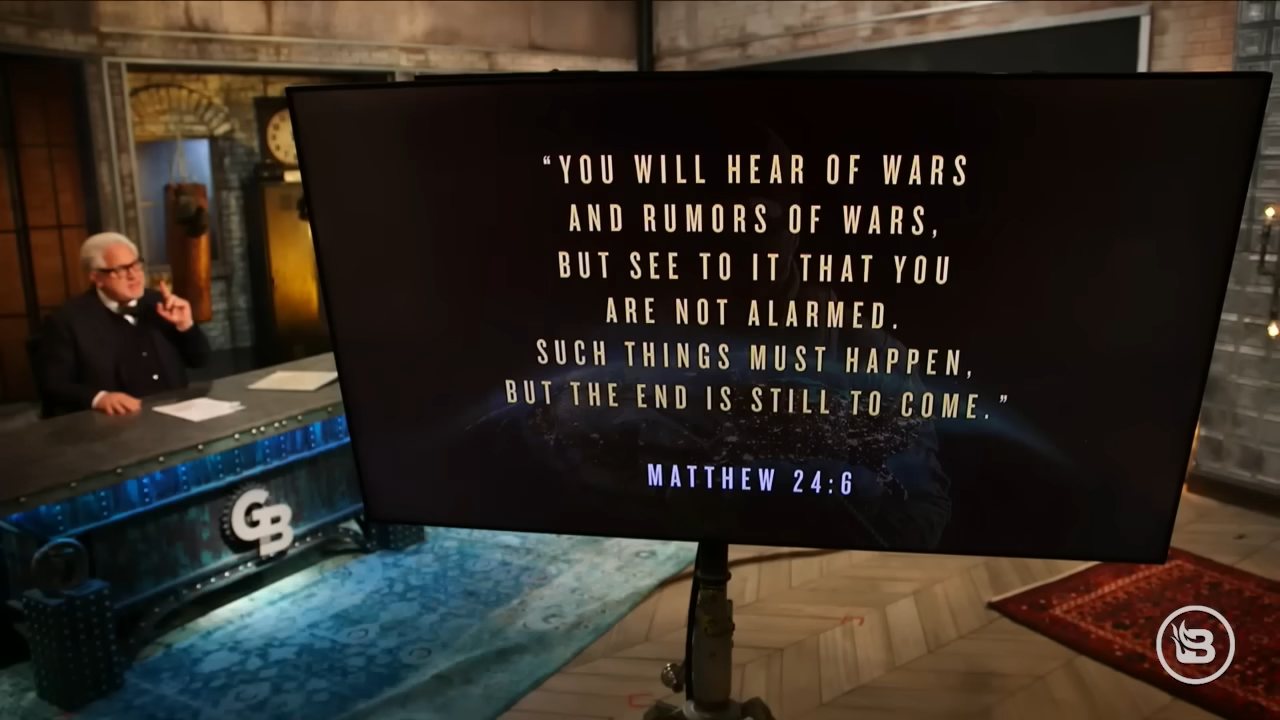 “YOU WILL HEAR OF WARS
AND RUMORS OF WARS,
BUT SEE TO IT THAT YOU
ARE NOT ALARMED.
SUCH THINGS MUST HAPPEN,
BUT THE END IS STILL TO COME.”
MATTHEW 24:6
GB
B